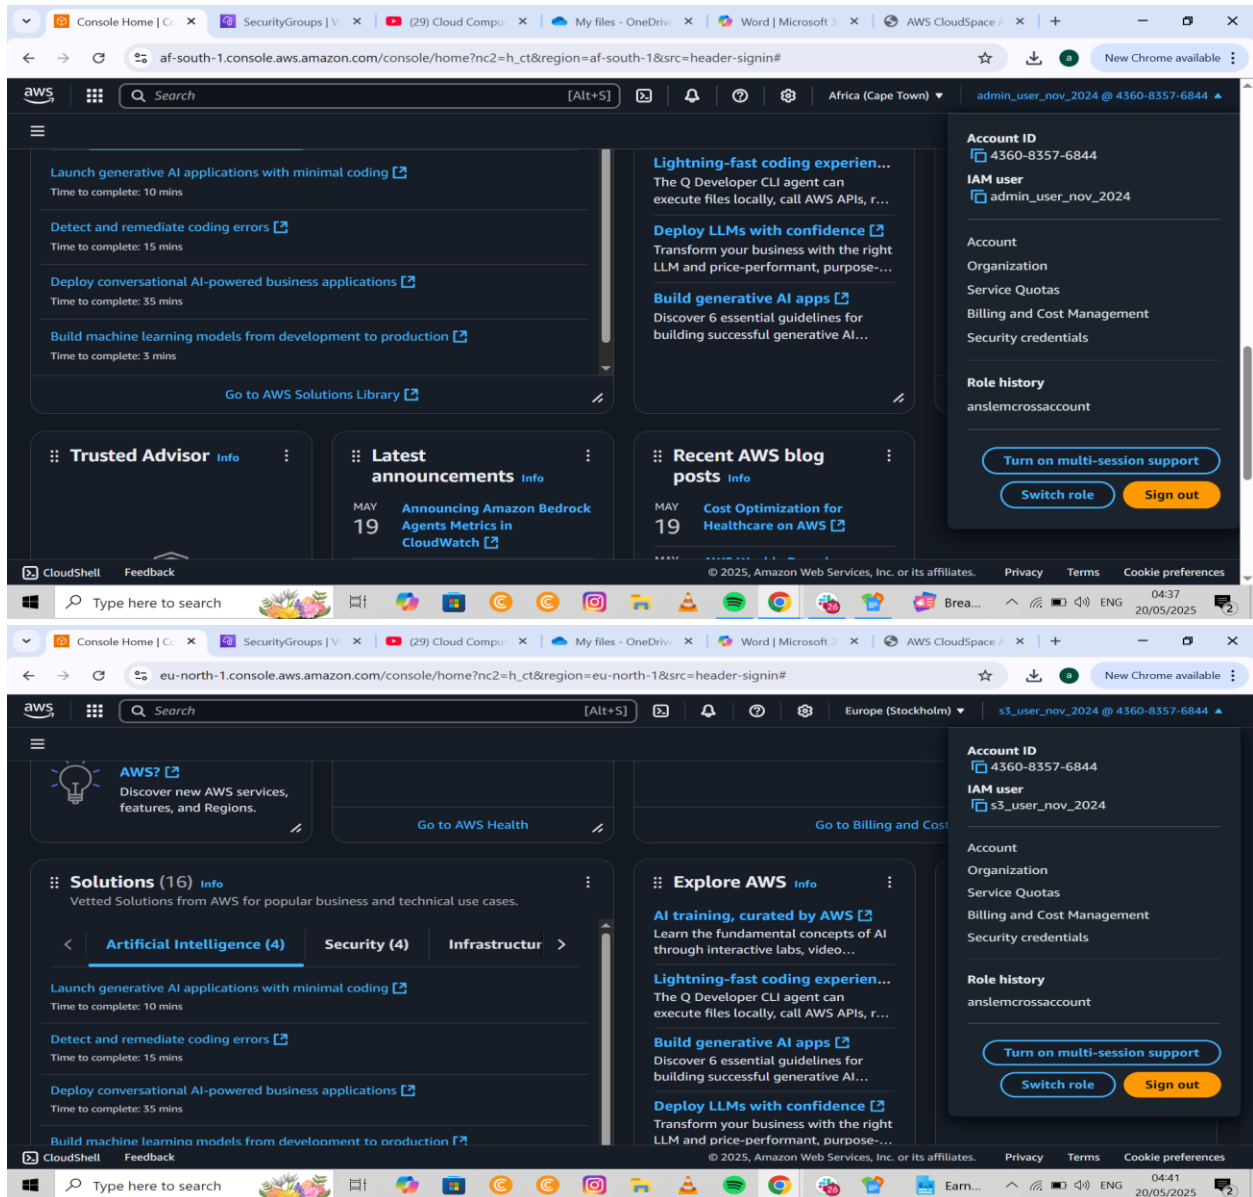 Console Home | Co
SecurityGroups | V
(29) Cloud Comput
My files - OneDrive
Word | Microsoft 3
AWS CloudSpace A
af-south-1.console.aws.amazon.com/console/home?nc2=h_ct&region=af-south-1&src=header-signin#
a
New Chrome available
aws
Search
[Alt+S]
Africa (Cape Town)
admin_user_nov_2024 @ 4360-8357-6844
Launch generative AI applications with minimal coding
Time to complete: 10 mins
Detect and remediate coding errors
Time to complete: 15 mins
Deploy conversational AI-powered business applications
Time to complete: 35 mins
Build machine learning models from development to production
Time to complete: 3 mins
Go to AWS Solutions Library
Lightning-fast coding experien...
The Q Developer CLI agent can
execute files locally, call AWS APIs, r...
Deploy LLMs with confidence
Transform your business with the right
LLM and price-performant, purpose-...
Build generative AI apps
Discover 6 essential guidelines for
building successful generative AI...
Account ID
4360-8357-6844
IAM user
admin_user_nov_2024
Account
Organization
Service Quotas
Billing and Cost Management
Security credentials
Role history
anslemcrossaccount
Turn on multi-session support
Switch role
Sign out
Trusted Advisor Info
Latest
announcements Info
MAY
19
Announcing Amazon Bedrock
Agents Metrics in
CloudWatch
Recent AWS blog
posts Info
MAY
19
Cost Optimization for
Healthcare on AWS
MAY
CloudShell
Feedback
© 2025, Amazon Web Services, Inc. or its affiliates.
Privacy
Terms
Cookie preferences
Type here to search
26
Brea...
ENG
04:37
20/05/2025
2
Console Home | Co
SecurityGroups | V
(29) Cloud Comput
My files - OneDrive
Word | Microsoft 3
AWS CloudSpace A
eu-north-1.console.aws.amazon.com/console/home?nc2=h_ct&region=eu-north-1&src=header-signin#
a
New Chrome available
aws
Search
[Alt+S]
Europe (Stockholm)
s3_user_nov_2024 @ 4360-8357-6844
AWS?
Discover new AWS services,
features, and Regions.
Go to AWS Health
Go to Billing and Cost
Account ID
4360-8357-6844
IAM user
s3_user_nov_2024
Account
Organization
Service Quotas
Billing and Cost Management
Security credentials
Role history
anslemcrossaccount
Turn on multi-session support
Switch role
Sign out
Solutions (16) Info
Vetted Solutions from AWS for popular business and technical use cases.
Artificial Intelligence (4)
Security (4)
Infrastructur
Launch generative AI applications with minimal coding
Time to complete: 10 mins
Detect and remediate coding errors
Time to complete: 15 mins
Deploy conversational AI-powered business applications
Time to complete: 35 mins
Build machine learning models from development to production
Explore AWS Info
AI training, curated by AWS
Learn the fundamental concepts of AI
through interactive labs, video...
Lightning-fast coding experien...
The Q Developer CLI agent can
execute files locally, call AWS APIs, r...
Build generative AI apps
Discover 6 essential guidelines for
building successful generative AI...
Deploy LLMs with confidence
Transform your business with the right
LLM and price-performant, purpose-...
CloudShell
Feedback
© 2025, Amazon Web Services, Inc. or its affiliates.
Privacy
Terms
Cookie preferences
Type here to search
26
Earn...
ENG
04:41
20/05/2025
2